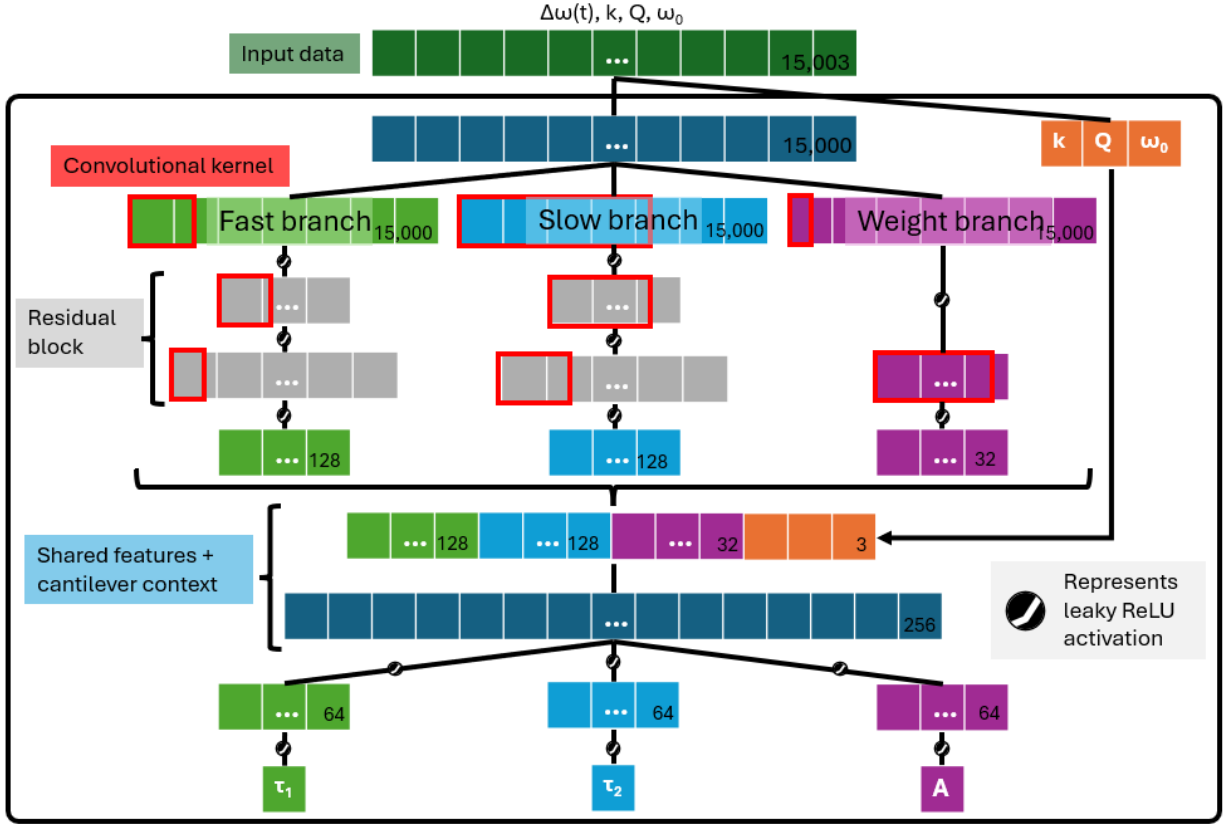 Δω(t), k, Q, ω₀
Input data
...
15,003
...
15,000
k
Q
ω₀
Convolutional kernel
Fast branch
15,000
Slow branch
15,000
Weight branch
15,000
...
...
Residual
block
...
...
...
... 128
... 128
... 32
... 128
... 128
... 32
3
Shared features +
cantilever context
...
256
Represents
leaky ReLU
activation
... 64
... 64
... 64
τ₁
τ₂
A